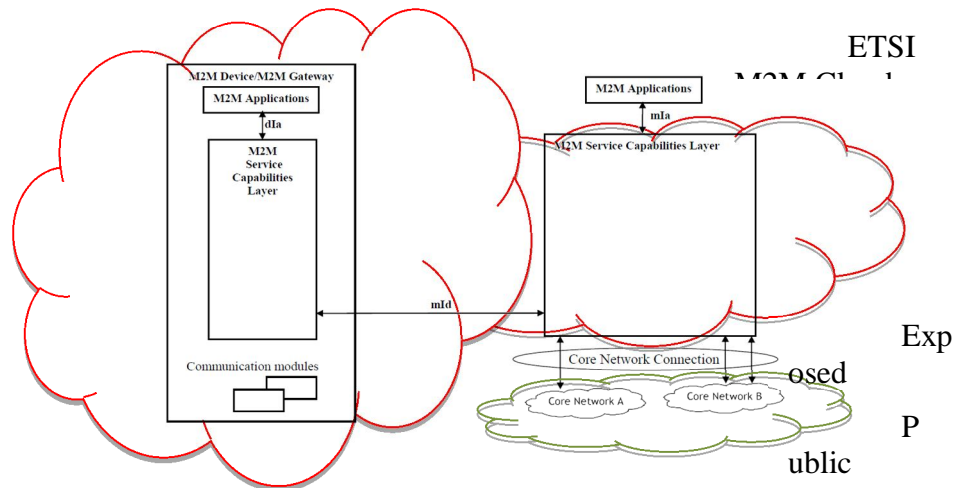 ETSI
M2M Device/M2M Gateway
M2M Applications
dIa
M2M
Service
Capabilities
Layer
mId
Communication modules
M2M Applications
mIa
M2M Service Capabilities Layer
Core Network Connection
Core Network A
Core Network B
Exp
osed
P
ublic